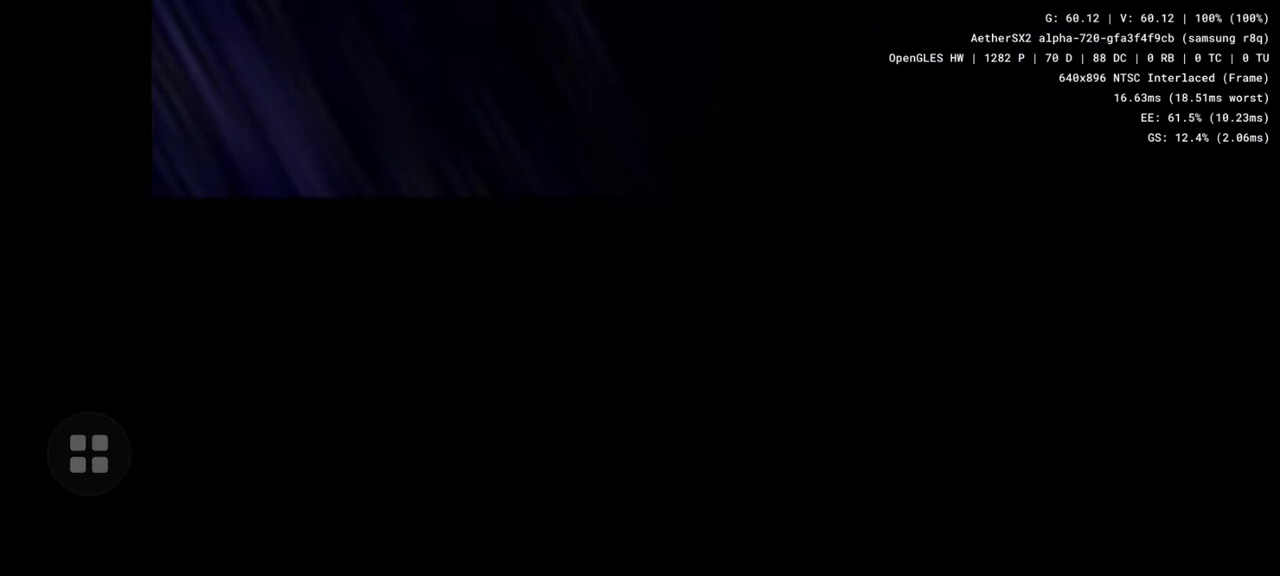 G: 60.12 | V: 60.12 | 100% (100%)
AetherSX2 alpha-720-gfa3f4f9cb (samsung r8q)
OpenGLES HW | 1282 P | 70 D | 88 DC | 0 RB | 0 TC | 0 TU
640x896 NTSC Interlaced (Frame)
16.63ms (18.51ms worst)
EE: 61.5% (10.23ms)
GS: 12.4% (2.06ms)